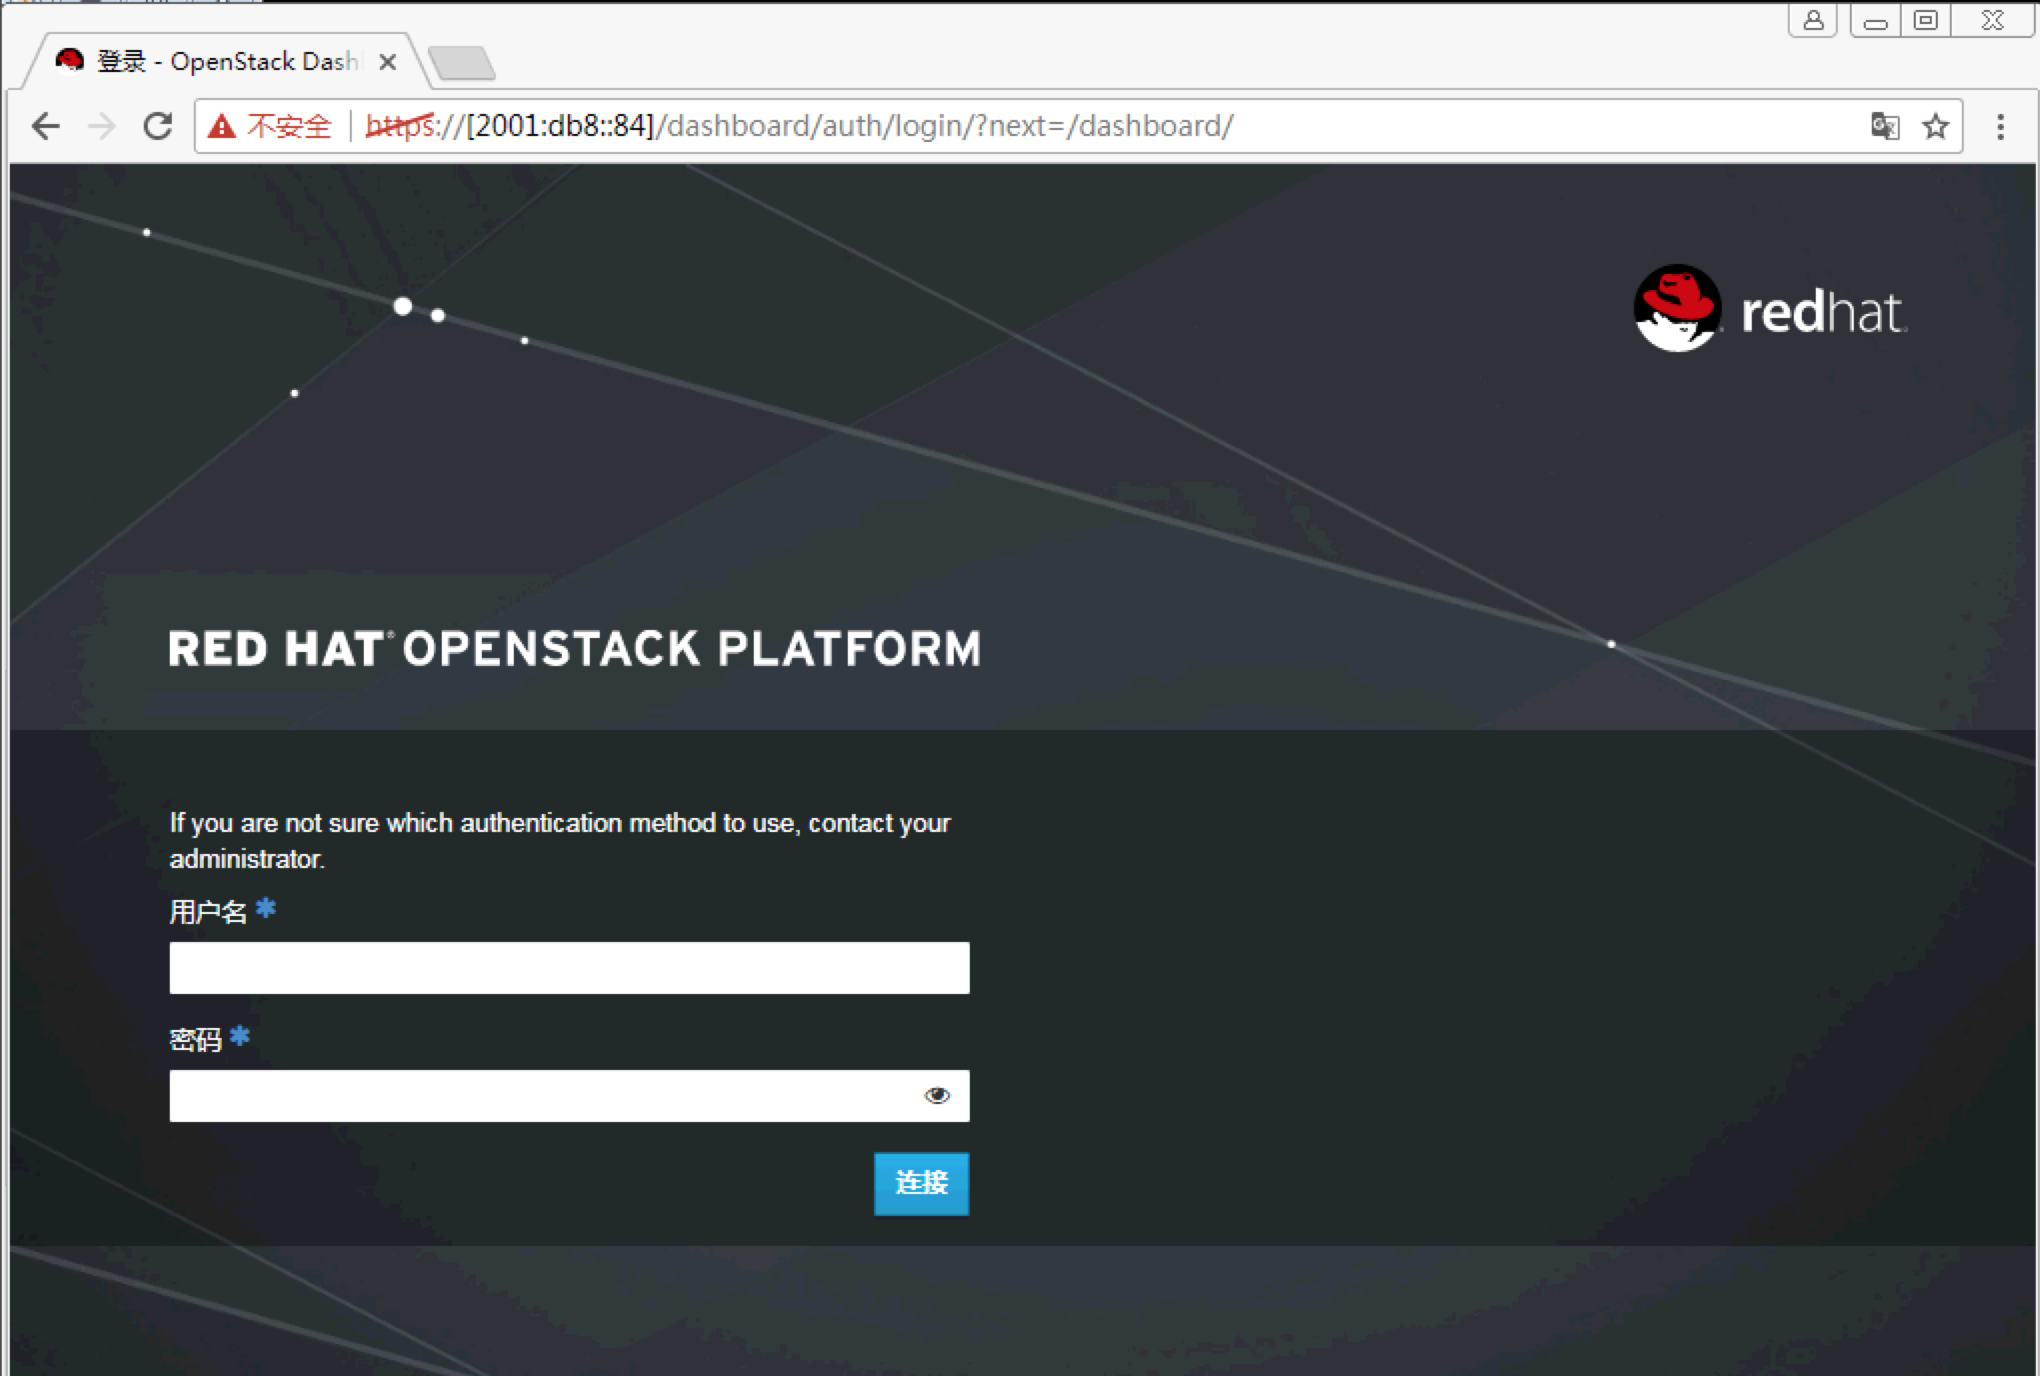 登录 - OpenStack Dash
不安全 | https://[2001:db8::84]/dashboard/auth/login/?next=/dashboard/
redhat.
RED HAT® OPENSTACK PLATFORM
If you are not sure which authentication method to use, contact your
administrator.
用户名 *
密码 *
连接